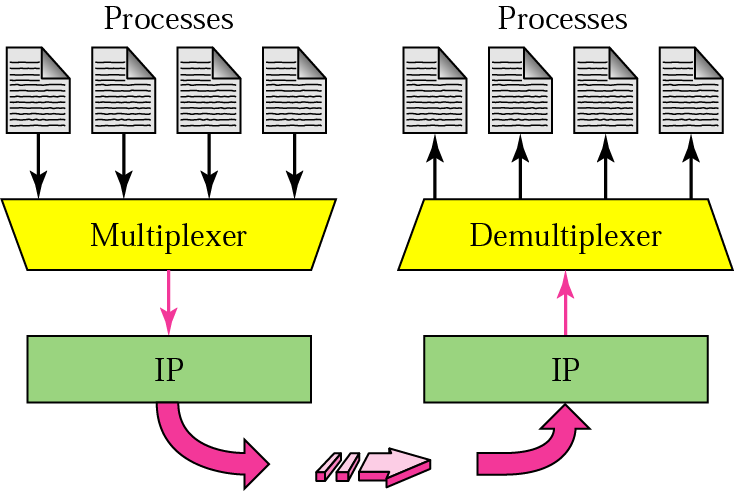 Processes
Processes
Multiplexer
Demultiplexer
IP
IP